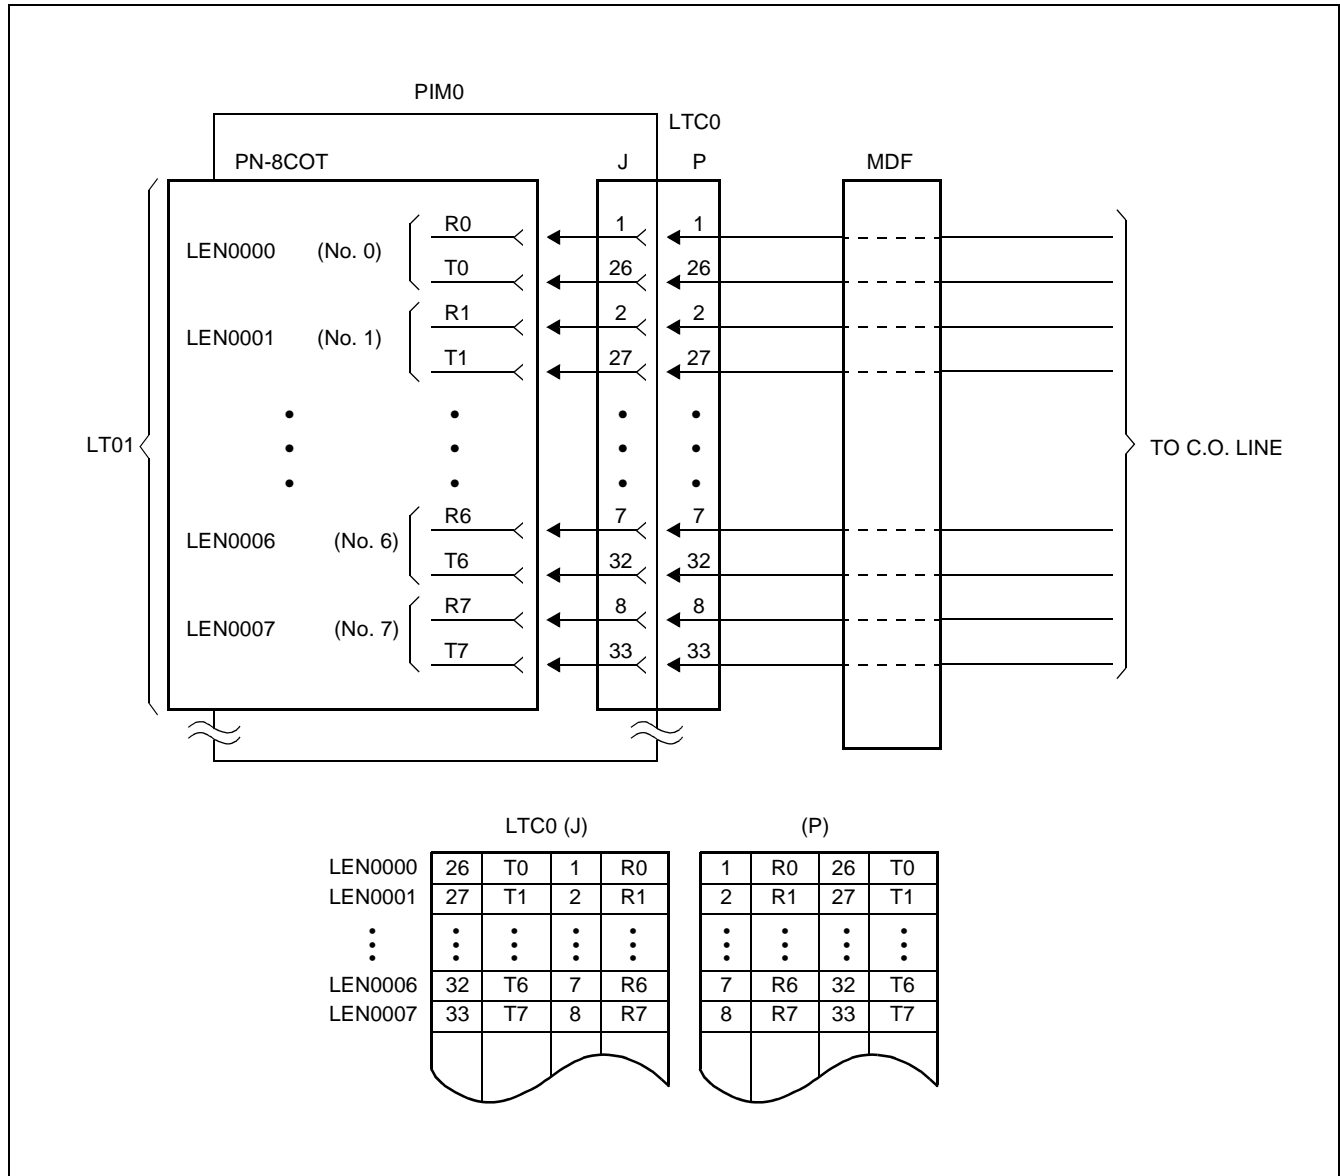 PIM0
LTC0
PN-8COT J P MDF
R0 1 1
LEN0000 (No. 0)
T0 26 26
R1 2 2
LEN0001 (No. 1)
T1 27 27
LT01 TO C.O. LINE
R6 7 7
LEN0006 (No. 6)
T6 32 32
R7 8 8
LEN0007 (No. 7)
T7 33 33
LTC0 (J) (P)
LEN0000 26 T0 1 R0 1 R0 26 T0
LEN0001 27 T1 2 R1 2 R1 27 T1
LEN0006 32 T6 7 R6 7 R6 32 T6
LEN0007 33 T7 8 R7 8 R7 33 T7